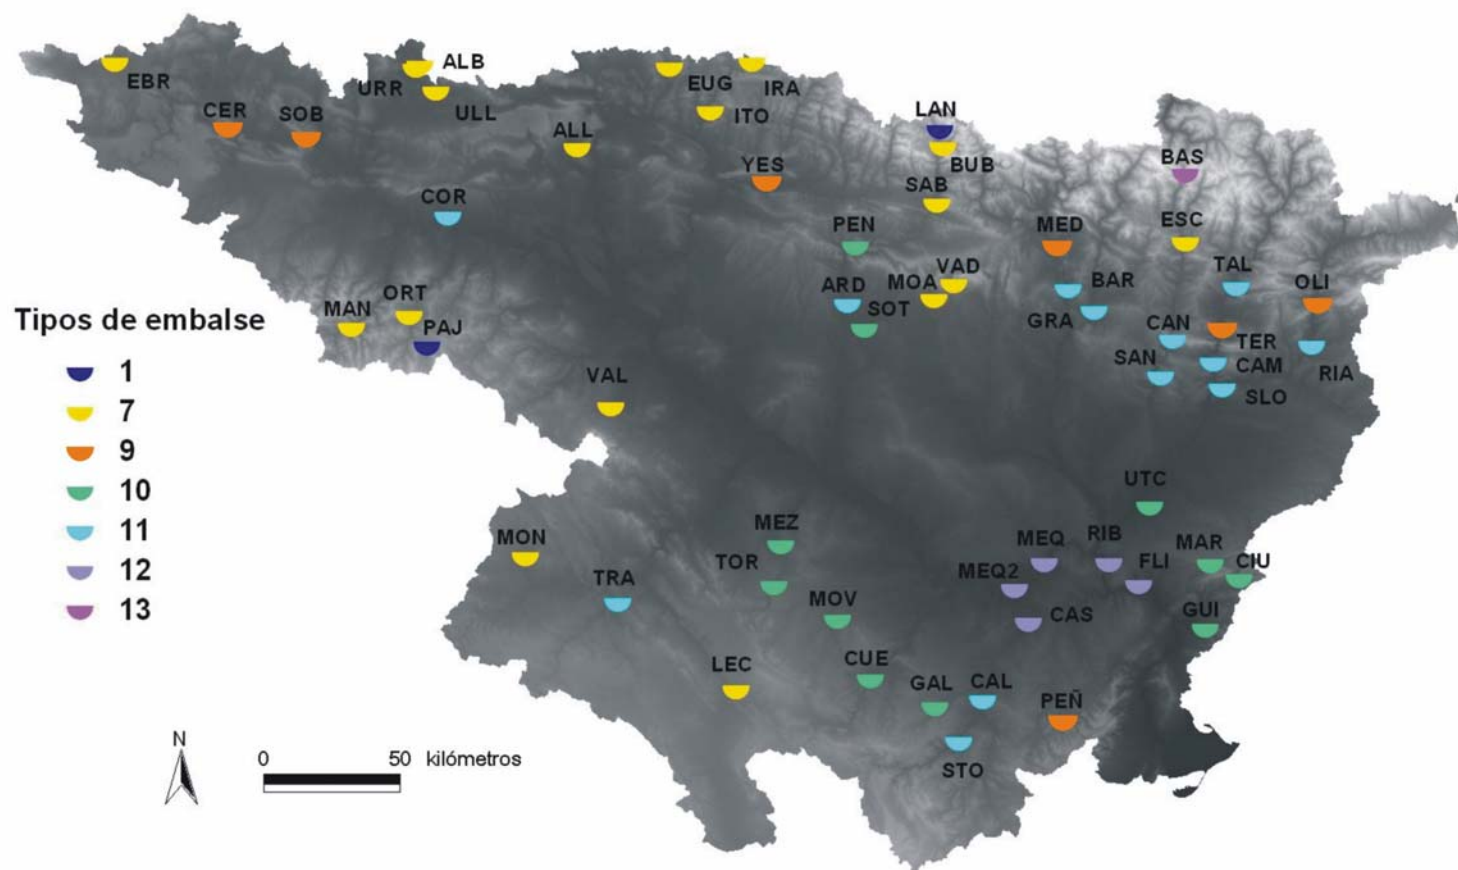 ALB
EBR
URR
EUG
IRA
CER
SOB
ULL
ITO
LAN
ALL
BUB
YES
BAS
SAB
COR
PEN
MED
ESC
VAD
TAL
ARD
MOA
BAR
OLI
MAN
ORT
SOT
GRA
Tipos de embalse
PAJ
CAN
TER
SAN
CAM
RIA
1
VAL
SLO
7
9
UTC
10
MEZ
11
MON
MEQ
RIB
MAR
CIU
TOR
FLI
12
TRA
MEQ2
MOV
CAS
GUI
13
LEC
CUE
GAL
CAL
PEÑ
N
0 50 kilómetros
STO